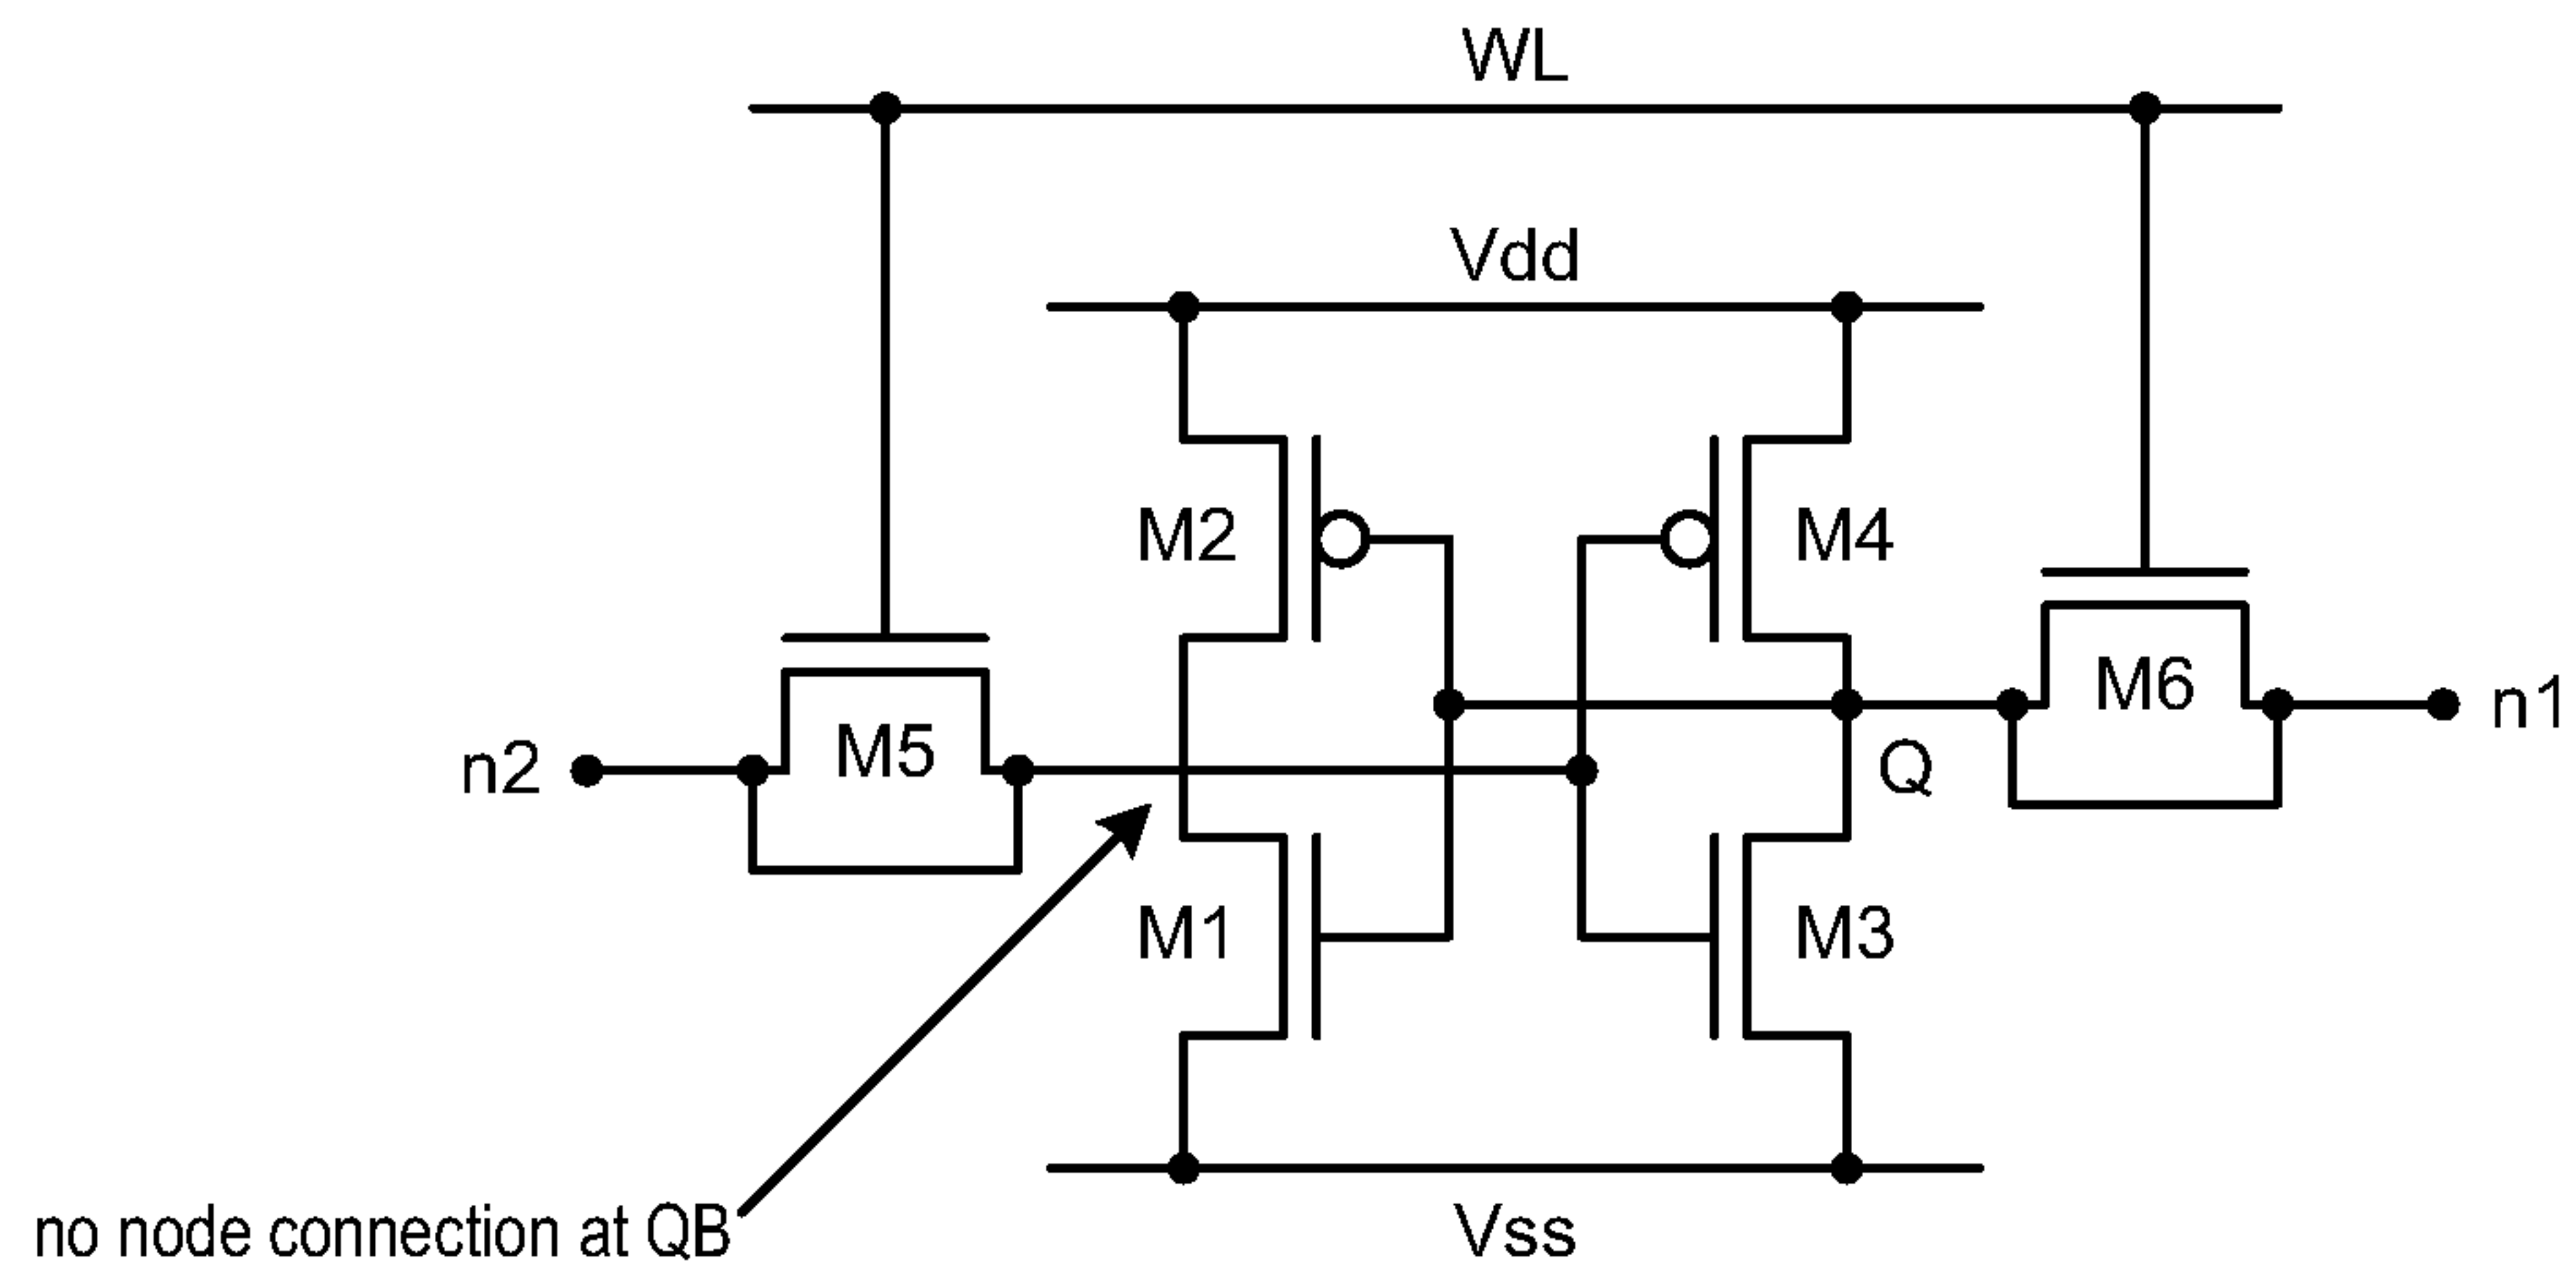 WL
Vdd
M2
M4
M6
n1
n2
M5
Q
M1
M3
no node connection at QB
Vss